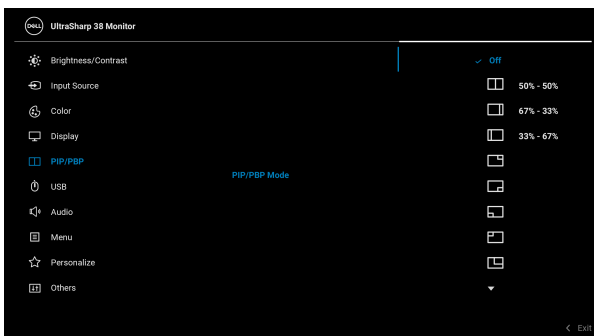 DELL UltraSharp 38 Monitor
Brightness/Contrast
Off
Input Source
50% - 50%
Color
67% - 33%
Display
33% - 67%
PIP/PBP
PIP/PBP Mode
USB
Audio
Menu
Personalize
Others
Exit